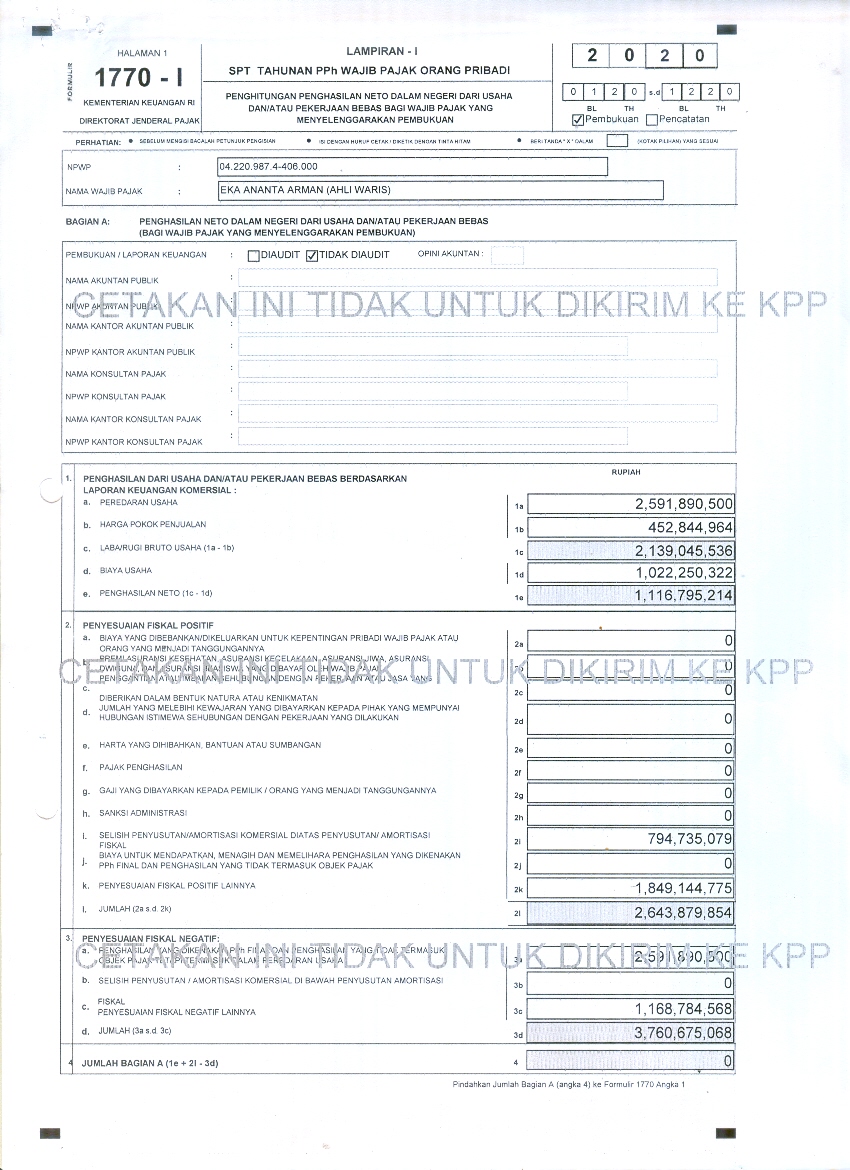 HALAMAN 1
FORMULIR
1770 - I
KEMENTERIAN KEUANGAN RI
DIREKTORAT JENDERAL PAJAK
LAMPIRAN - I
SPT TAHUNAN PPh WAJIB PAJAK ORANG PRIBADI
PENGHITUNGAN PENGHASILAN NETO DALAM NEGERI DARI USAHA
DAN/ATAU PEKERJAAN BEBAS BAGI WAJIB PAJAK YANG
MENYELENGGARAKAN PEMBUKUAN
2 0 2 0
0 1 2 0 s.d 1 2 2 0
BL TH BL TH
Pembukuan Pencatatan
PERHATIAN: • SEBELUM MENGISI BACALAH PETUNJUK PENGISIAN • ISI DENGAN HURUF CETAK / DIKETIK DENGAN TINTA HITAM • BERI TANDA " X " DALAM (KOTAK PILIHAN) YANG SESUAI
NPWP : 04.220.987.4-406.000
NAMA WAJIB PAJAK : EKA ANANTA ARMAN (AHLI WARIS)
BAGIAN A: PENGHASILAN NETO DALAM NEGERI DARI USAHA DAN/ATAU PEKERJAAN BEBAS
(BAGI WAJIB PAJAK YANG MENYELENGGARAKAN PEMBUKUAN)
PEMBUKUAN / LAPORAN KEUANGAN : DIAUDIT TIDAK DIAUDIT OPINI AKUNTAN :
NAMA AKUNTAN PUBLIK :
NPWP AKUNTAN PUBLIK :
CETAKAN INI TIDAK UNTUK DIKIRIM KE KPP
NAMA KANTOR AKUNTAN PUBLIK :
NPWP KANTOR AKUNTAN PUBLIK :
NAMA KONSULTAN PAJAK :
NPWP KONSULTAN PAJAK :
NAMA KANTOR KONSULTAN PAJAK :
NPWP KANTOR KONSULTAN PAJAK :
RUPIAH
1. PENGHASILAN DARI USAHA DAN/ATAU PEKERJAAN BEBAS BERDASARKAN
LAPORAN KEUANGAN KOMERSIAL :
a. PEREDARAN USAHA 1a 2,591,890,500
b. HARGA POKOK PENJUALAN 1b 452,844,964
c. LABA/RUGI BRUTO USAHA (1a - 1b) 1c 2,139,045,536
d. BIAYA USAHA 1d 1,022,250,322
e. PENGHASILAN NETO (1c - 1d) 1e 1,116,795,214
2. PENYESUAIAN FISKAL POSITIF
a. BIAYA YANG DIBEBANKAN/DIKELUARKAN UNTUK KEPENTINGAN PRIBADI WAJIB PAJAK ATAU
ORANG YANG MENJADI TANGGUNGANNYA 2a 0
b. PREMI ASURANSI KESEHATAN, ASURANSI KECELAKAAN, ASURANSI JIWA, ASURANSI
DWIGUNA, DAN ASURANSI BEASISWA YANG DIBAYAR OLEH WAJIB PAJAK 2b 0
CETAKAN INI TIDAK UNTUK DIKIRIM KE KPP
c. PENGGANTIAN ATAU IMBALAN SEHUBUNGAN DENGAN PEKERJAAN ATAU JASA YANG
DIBERIKAN DALAM BENTUK NATURA ATAU KENIKMATAN 2c 0
d. JUMLAH YANG MELEBIHI KEWAJARAN YANG DIBAYARKAN KEPADA PIHAK YANG MEMPUNYAI
HUBUNGAN ISTIMEWA SEHUBUNGAN DENGAN PEKERJAAN YANG DILAKUKAN 2d 0
e. HARTA YANG DIHIBAHKAN, BANTUAN ATAU SUMBANGAN 2e 0
f. PAJAK PENGHASILAN 2f 0
g. GAJI YANG DIBAYARKAN KEPADA PEMILIK / ORANG YANG MENJADI TANGGUNGANNYA 2g 0
h. SANKSI ADMINISTRASI 2h 0
i. SELISIH PENYUSUTAN/AMORTISASI KOMERSIAL DIATAS PENYUSUTAN/ AMORTISASI
FISKAL 2i 794,735,079
j. BIAYA UNTUK MENDAPATKAN, MENAGIH DAN MEMELIHARA PENGHASILAN YANG DIKENAKAN
PPh FINAL DAN PENGHASILAN YANG TIDAK TERMASUK OBJEK PAJAK 2j 0
k. PENYESUAIAN FISKAL POSITIF LAINNYA 2k 1,849,144,775
l. JUMLAH (2a s.d. 2k) 2l 2,643,879,854
3. PENYESUAIAN FISKAL NEGATIF:
a. PENGHASILAN YANG DIKENAKAN PPh FINAL DAN PENGHASILAN YANG TIDAK TERMASUK
OBJEK PAJAK TETAPI TERMASUK DALAM PEREDARAN USAHA 3a 2,591,890,500
CETAKAN INI TIDAK UNTUK DIKIRIM KE KPP
b. SELISIH PENYUSUTAN / AMORTISASI KOMERSIAL DI BAWAH PENYUSUTAN AMORTISASI
FISKAL 3b 0
c. PENYESUAIAN FISKAL NEGATIF LAINNYA 3c 1,168,784,568
d. JUMLAH (3a s.d. 3c) 3d 3,760,675,068
4 JUMLAH BAGIAN A (1e + 2l - 3d) 4 0
Pindahkan Jumlah Bagian A (angka 4) ke Formulir 1770 Angka 1